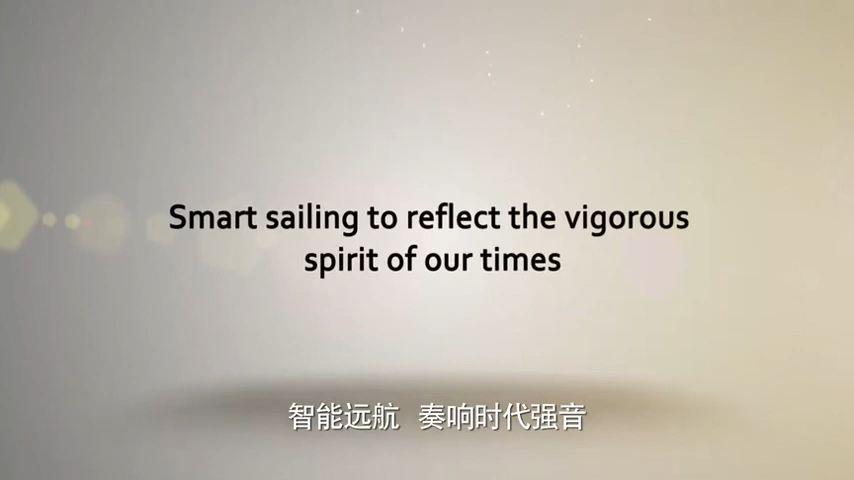 Smart sailing to reflect the vigorous
spirit of our times
智能远航 奏响时代强音